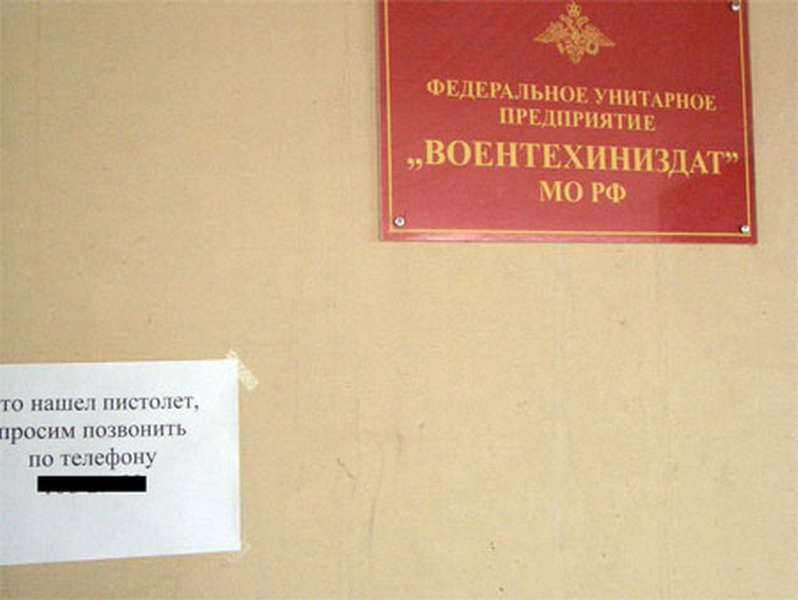 ФЕДЕРАЛЬНОЕ УНИТАРНОЕ
ПРЕДПРИЯТИЕ
„ВОЕНТЕХИНИЗДАТ”
МО РФ
то нашел пистолет,
просим позвонить
по телефону